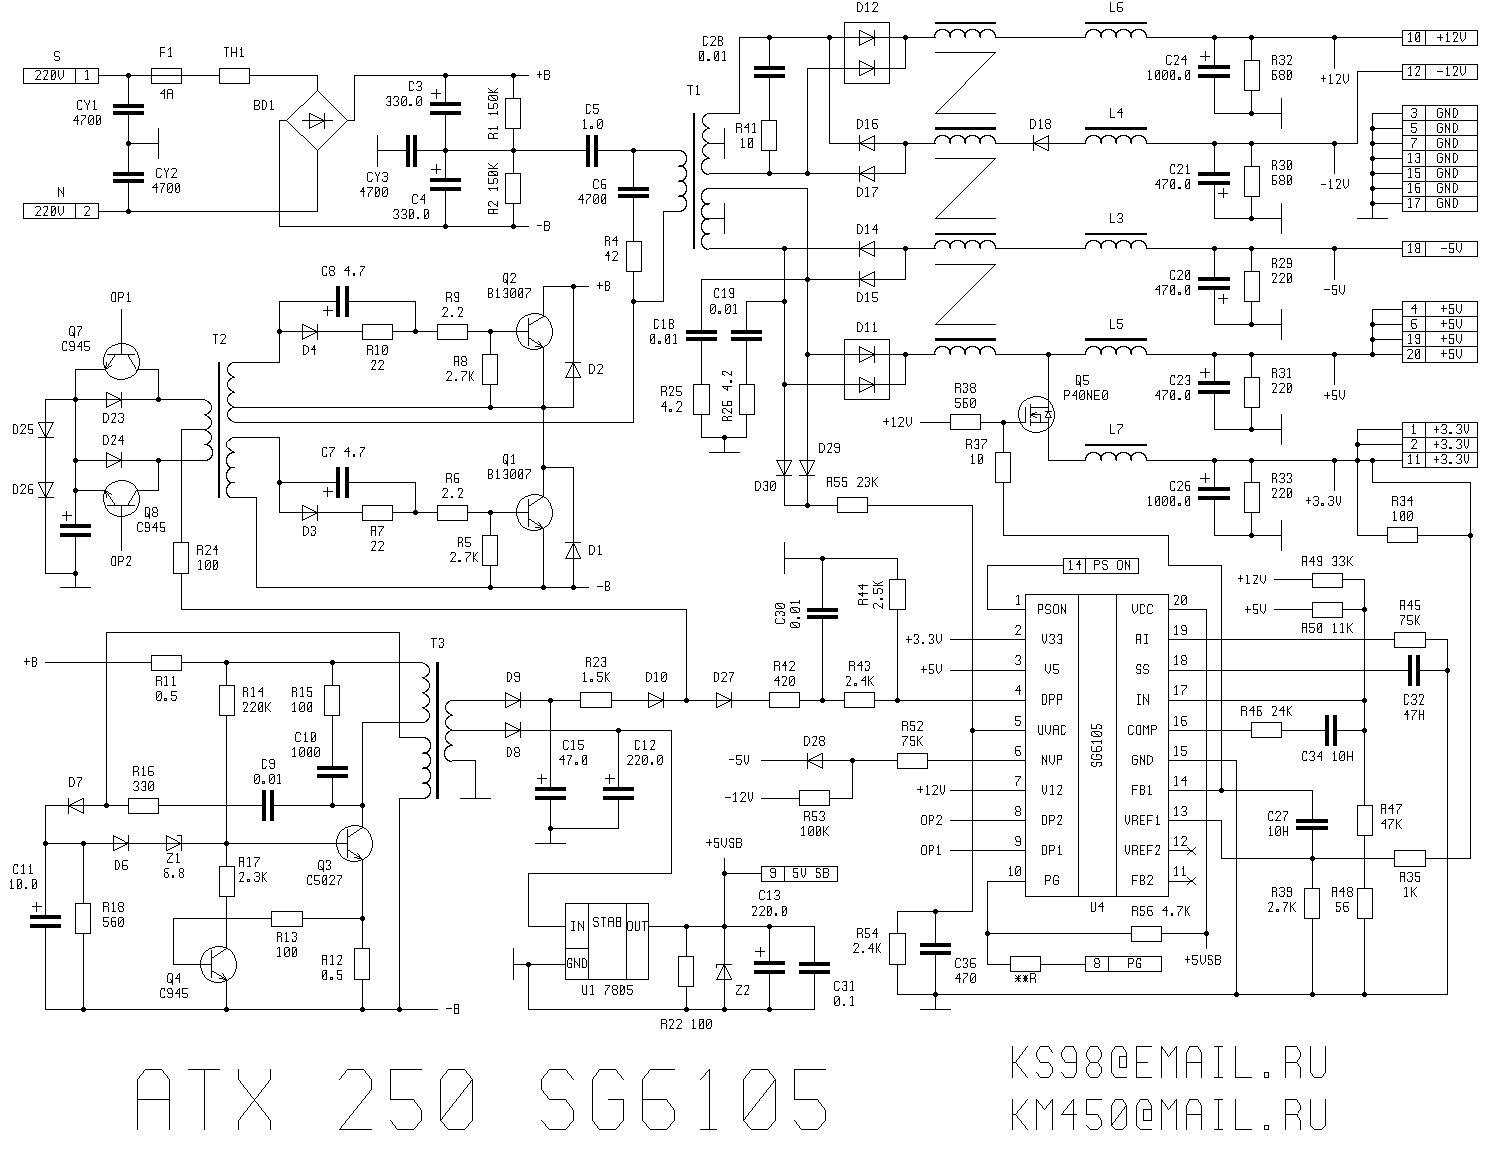 S
220V 1
F1
4A
TH1
CY1
4700
CY2
4700
N
220V 2
BD1
+B
C3
330.0
R1 150K
CY3
4700
C4
330.0
R2 150K
-B
C5
1.0
C6
4700
R4
42
T1
C28
0.01
R41
10
D12
L6
C24
1000.0
R32
680
+12V
10 +12V
12 -12V
3 GND
5 GND
7 GND
13 GND
15 GND
16 GND
17 GND
D16
D17
D18
L4
C21
470.0
R30
680
-12V
D14
D15
L3
C20
470.0
R29
220
-5V
18 -5V
4 +5V
6 +5V
19 +5V
20 +5V
C18
0.01
C19
0.01
R25
4.2
R26 4.2
D11
L5
C23
470.0
R31
220
+5V
Q5
P40NE0
R38
560
+12V
R37
10
L7
C26
1000.0
R33
220
+3.3V
1 +3.3V
2 +3.3V
11 +3.3V
R34
100
D29
D30
R55 23K
OP1
Q7
C945
D23
D24
D25
D26
Q8
C945
OP2
T2
R24
100
C8 4.7
D4
R10
22
R9
2.2
R8
2.7K
Q2
B13007
+B
D2
C7 4.7
D3
R7
22
R6
2.2
R5
2.7K
Q1
B13007
D1
-B
+B
R11
0.5
R14
220K
R15
100
C10
1000
T3
D7
R16
330
C9
0.01
D6
Z1
6.8
R17
2.3K
Q3
C5027
C11
10.0
R18
560
R13
100
Q4
C945
R12
0.5
-B
D9
R23
1.5K
D10
D27
R42
420
R43
2.4K
C30
0.01
R44
2.5K
D8
C15
47.0
C12
220.0
-5V
D28
R52
75K
-12V
R53
100K
+5VSB
9 5V SB
IN STAB OUT
GND
U1 7805
R22 100
Z2
C13
220.0
C31
0.1
14 PS ON
+3.3V
+5V
+12V
OP2
OP1
1 PSON
2 V33
3 V5
4 DPP
5 UVAC
6 NVP
7 V12
8 DP2
9 DP1
10 PG
SG6105
VCC 20
AI 19
SS 18
IN 17
COMP 16
GND 15
FB1 14
VREF1 13
VREF2 12
FB2 11
U4
R49 33K
+12V
+5V
R50 11K
R45
75K
C32
47H
R46 24K
C34 10H
C27
10H
R47
47K
R39
2.7K
R48
56
R35
1K
R56 4.7K
+5VSB
**R
8 PG
R54
2.4K
C36
470
ATX 250 SG6105
KS98@EMAIL.RU
KM450@MAIL.RU